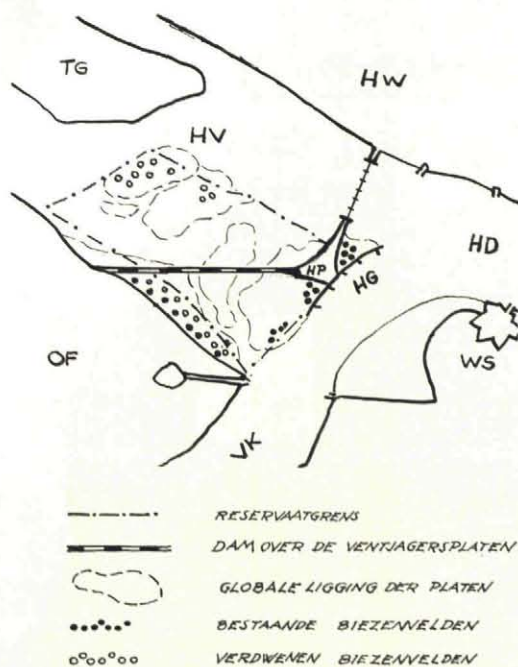 TG
HW
HV
HD
HP
HG
WS
OF
VK
RESERVAATGRENS
DAM OVER DE VENTJAGERSPLATEN
GLOBALE LIGGING DER PLATEN
BESTAANDE BIEZENVELDEN
VERDWENEN BIEZENVELDEN